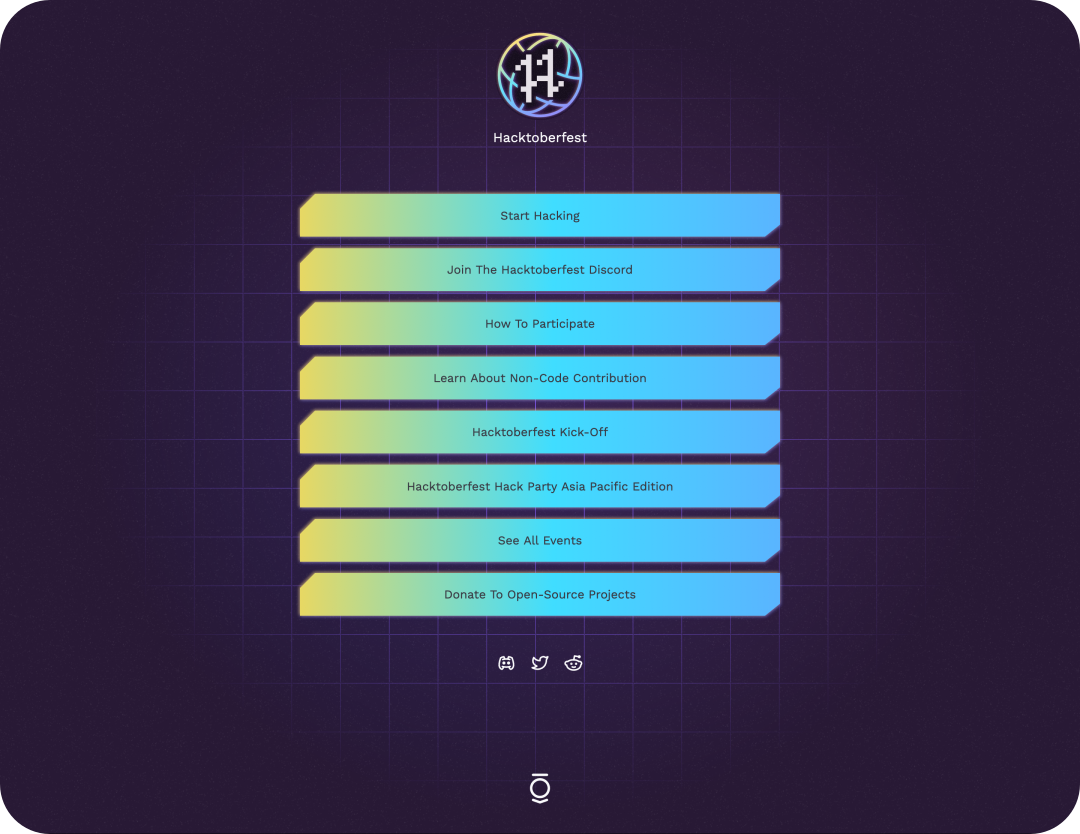 Hacktoberfest
Start Hacking
Join The Hacktoberfest Discord
How To Participate
Learn About Non-Code Contribution
Hacktoberfest Kick-Off
Hacktoberfest Hack Party Asia Pacific Edition
See All Events
Donate To Open-Source Projects